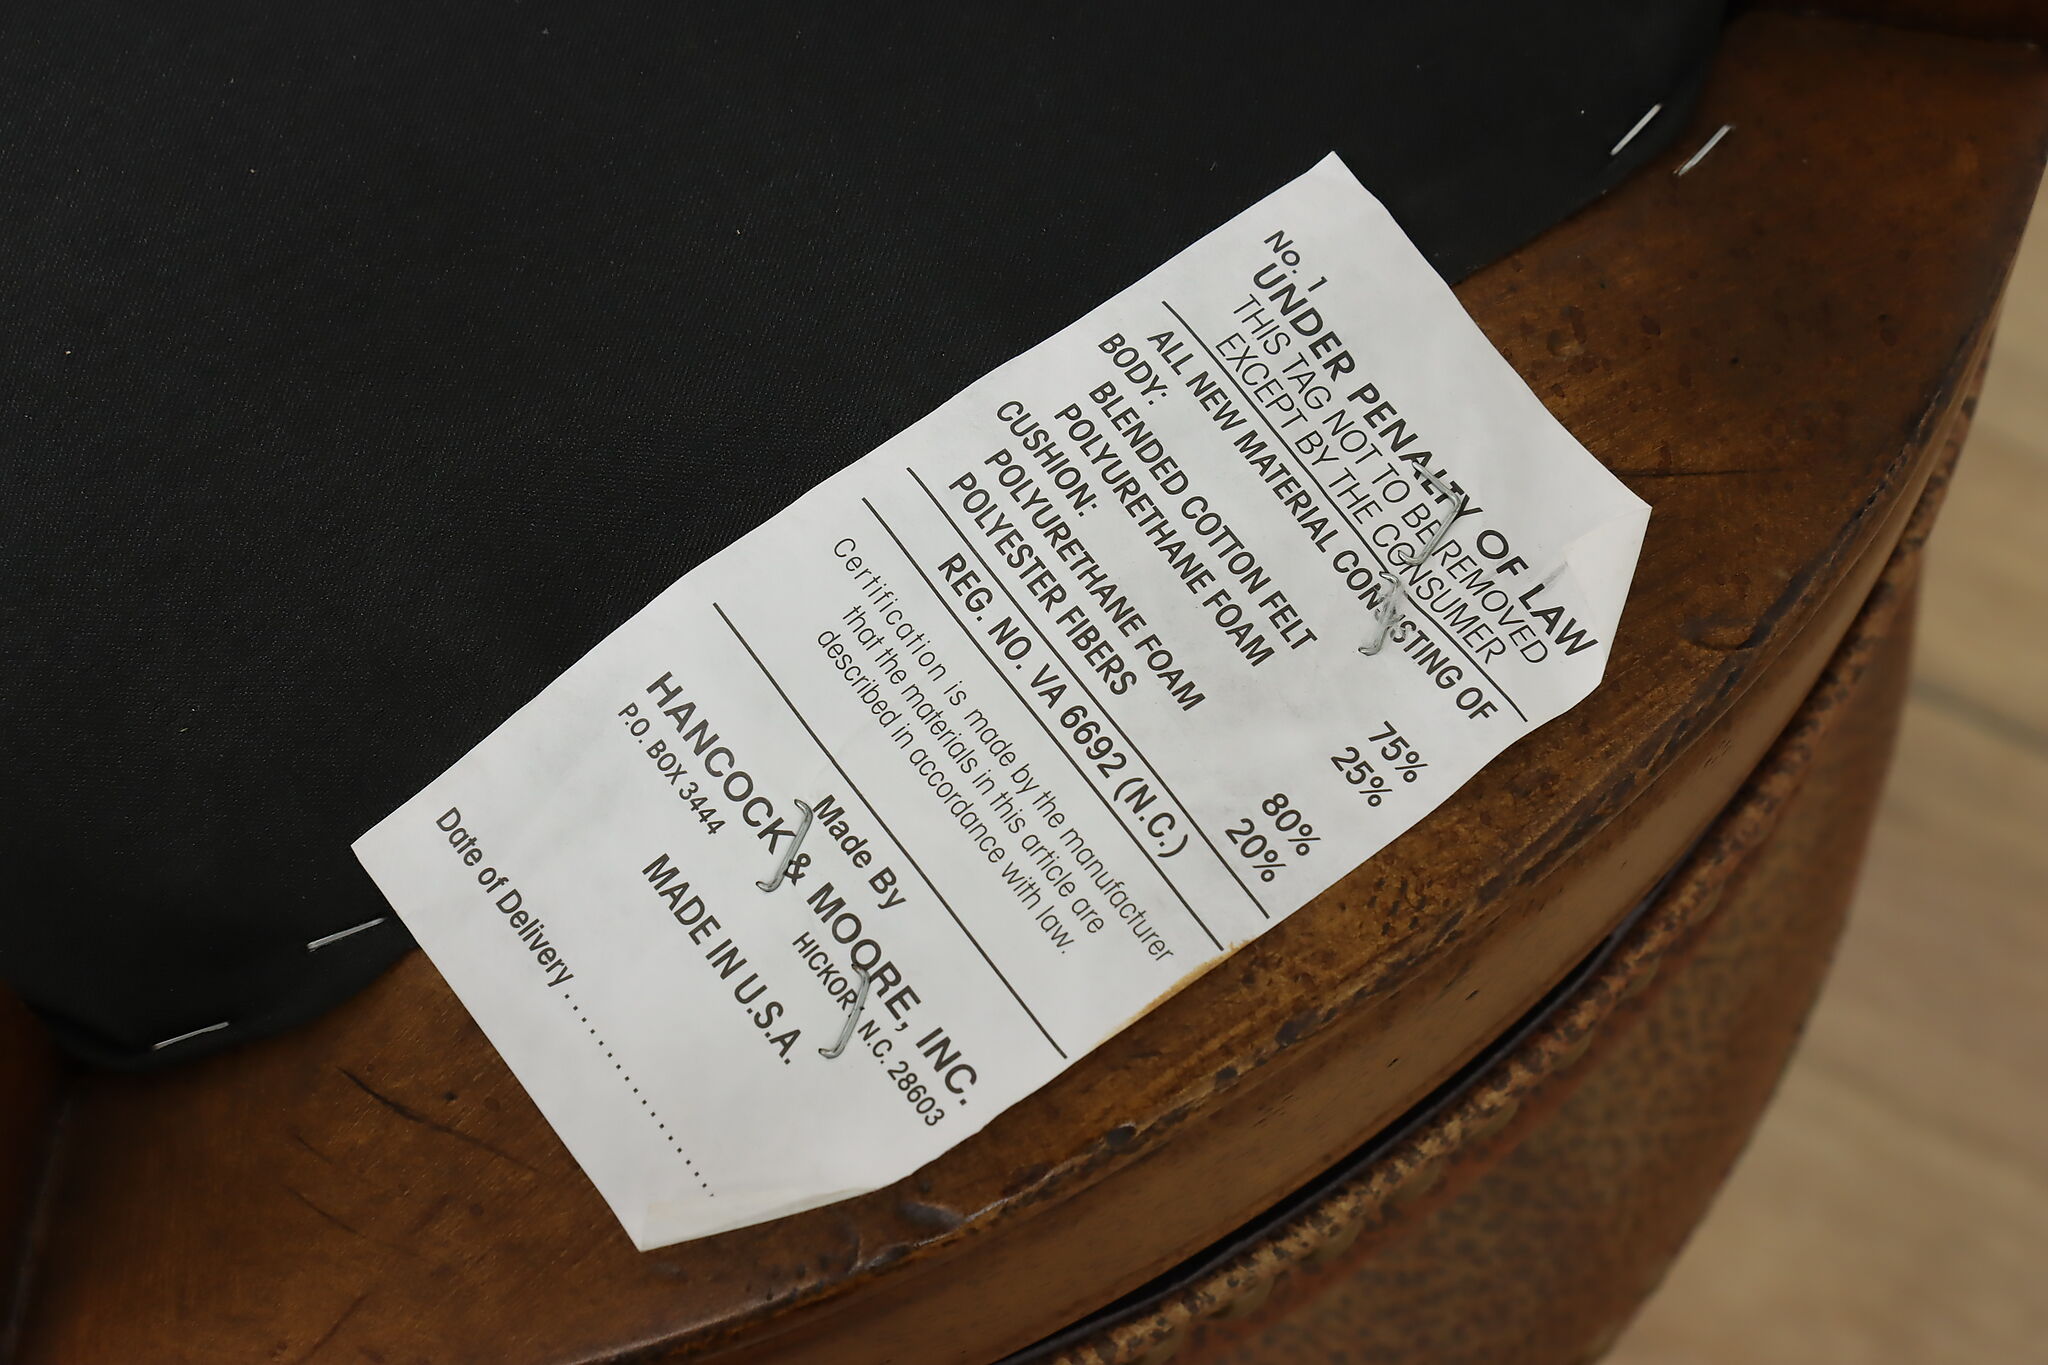 No. 1
UNDER PENALTY OF LAW
THIS TAG NOT TO BE REMOVED
EXCEPT BY THE CONSUMER
ALL NEW MATERIAL CONSISTING OF
BODY:
BLENDED COTTON FELT 75%
POLYURETHANE FOAM 25%
CUSHION:
POLYURETHANE FOAM 80%
POLYESTER FIBERS 20%
REG. NO. VA 6692 (N.C.)
Certification is made by the manufacturer
that the materials in this article are
described in accordance with law.
Made By
HANCOCK & MOORE, INC.
P.O. BOX 3444 HICKORY, N.C. 28603
MADE IN U.S.A.
Date of Delivery ....................